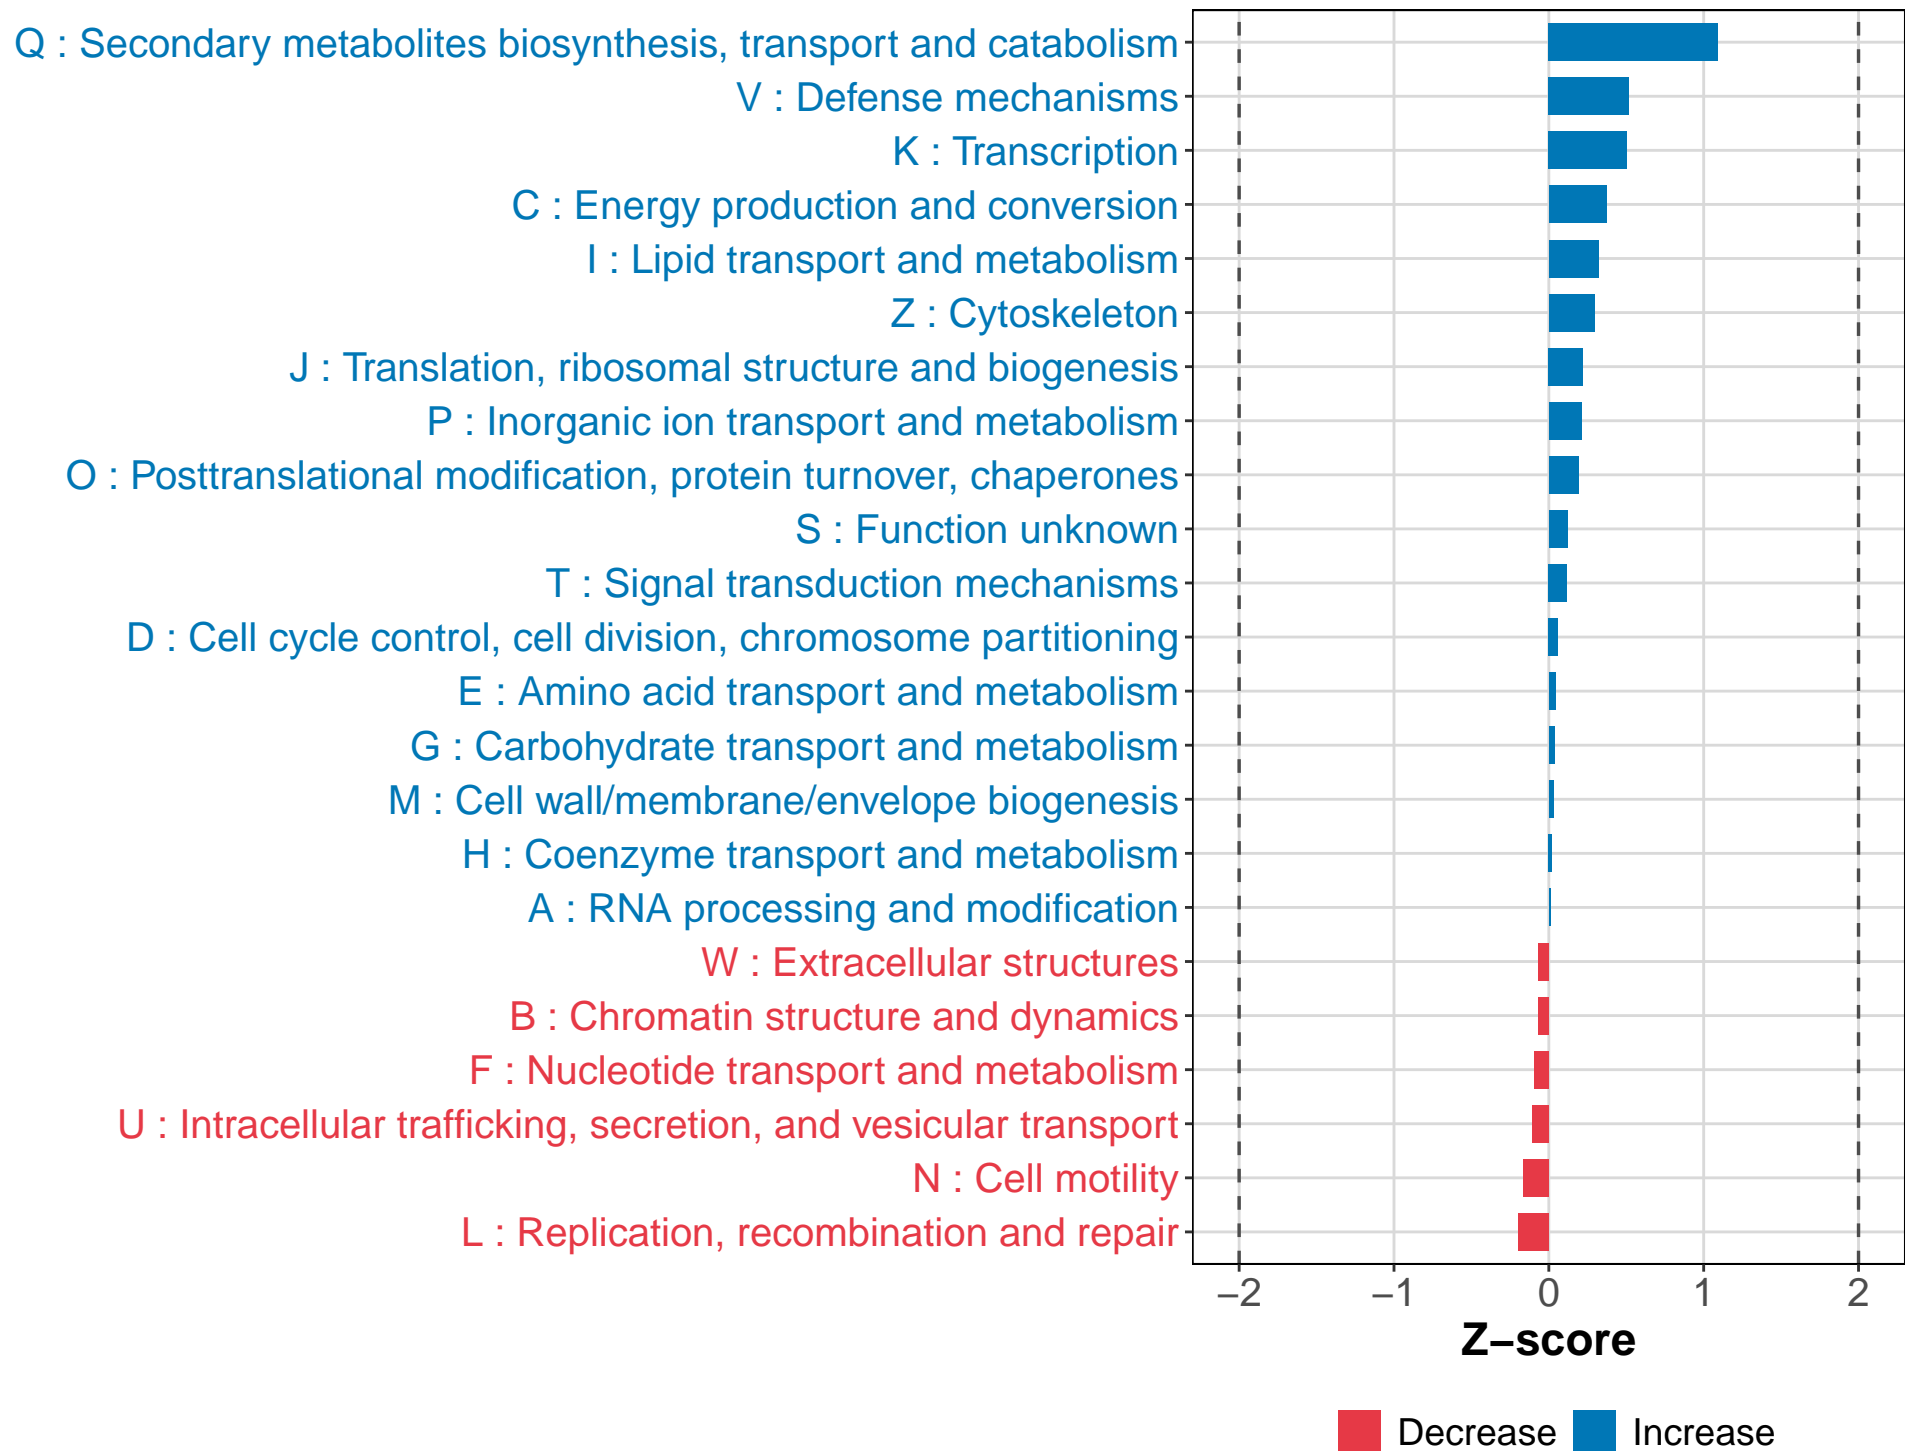 Q : Secondary metabolites biosynthesis, transport and catabolism
V : Defense mechanisms
K : Transcription
C : Energy production and conversion
I : Lipid transport and metabolism
Z : Cytoskeleton
J : Translation, ribosomal structure and biogenesis
P : Inorganic ion transport and metabolism
O : Posttranslational modification, protein turnover, chaperones
S : Function unknown
T : Signal transduction mechanisms
D : Cell cycle control, cell division, chromosome partitioning
E : Amino acid transport and metabolism
G : Carbohydrate transport and metabolism
M : Cell wall/membrane/envelope biogenesis
H : Coenzyme transport and metabolism
A : RNA processing and modification
W : Extracellular structures
B : Chromatin structure and dynamics
F : Nucleotide transport and metabolism
U : Intracellular trafficking, secretion, and vesicular transport
N : Cell motility
L : Replication, recombination and repair
−2 −1 0 1 2
Z−score
Decrease Increase